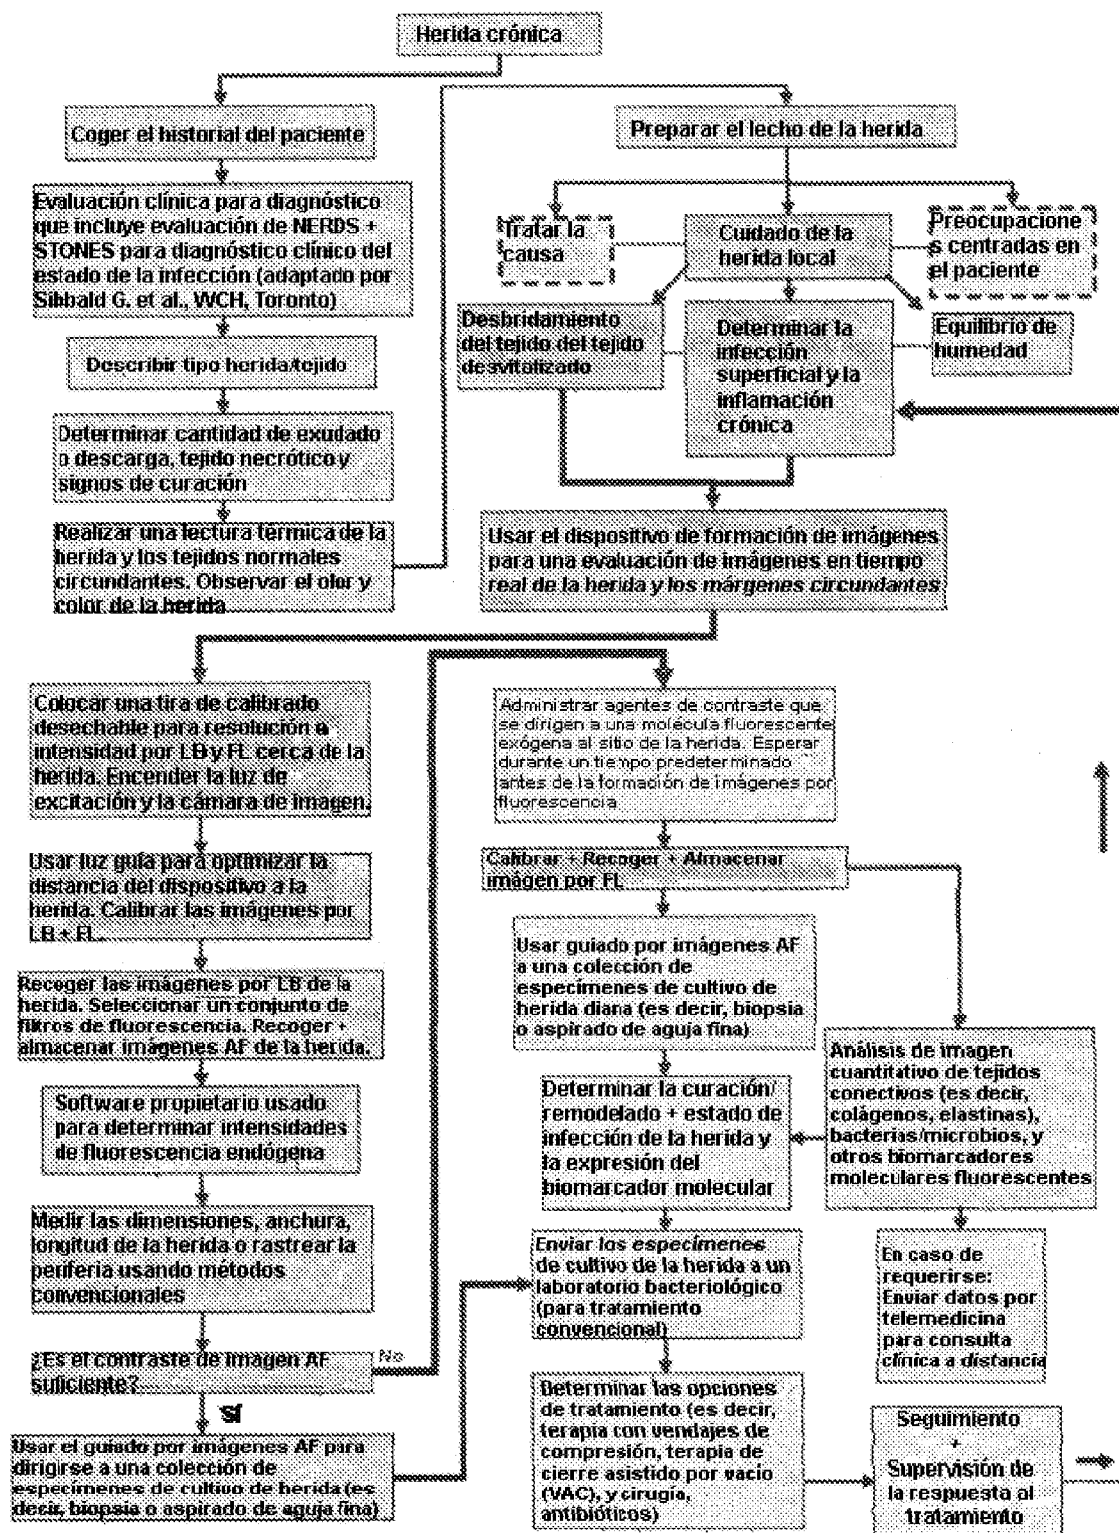 Herida crónica
Coger el historial del paciente
Evaluación clínica para diagnóstico
que incluye evaluación de NERDS +
STONES para diagnóstico clínico del
estado de la infección (adaptado por
Sibbald G. et al., WCH, Toronto)
Describir tipo herida/tejido
Determinar cantidad de exudado
o descarga, tejido necrótico y
signos de curación
Realizar una lectura térmica de la
herida y los tejidos normales
circundantes. Observar el olor y
color de la herida
Preparar el lecho de la herida
Tratar la
causa
Cuidado de la
herida local
Preocupacione
s centradas en
el paciente
Desbridamiento
del tejido del tejido
desvitalizado
Determinar la
infección
superficial y la
inflamación
crónica
Equilibrio de
humedad
Usar el dispositivo de formación de imágenes
para una evaluación de imágenes en tiempo
real de la herida y los márgenes circundantes
Colocar una tira de calibrado
desechable para resolución e
intensidad por LB y FL cerca de la
herida. Encender la luz de
excitación y la cámara de imagen.
Usar luz guía para optimizar la
distancia del dispositivo a la
herida. Calibrar las imágenes por
LB + FL.
Recoger las imágenes por LB de la
herida. Seleccionar un conjunto de
filtros de fluorescencia. Recoger +
almacenar imágenes AF de la herida.
Software propietario usado
para determinar intensidades
de fluorescencia endógena
Medir las dimensiones, anchura,
longitud de la herida o rastrear la
periferia usando métodos
convencionales
¿Es el contraste de imagen AF
suficiente?
No
Sí
Usar el guiado por imágenes AF para
dirigirse a una colección de
especímenes de cultivo de herida (es
decir, biopsia o aspirado de aguja fina)
Administrar agentes de contraste que
se dirigen a una molécula fluorescente
exógena al sitio de la herida. Esperar
durante un tiempo predeterminado
antes de la formación de imágenes por
fluorescencia
Calibrar + Recoger + Almacenar
imágen por FL
Usar guiado por imágenes AF
a una colección de
especímenes de cultivo de
herida diana (es decir, biopsia
o aspirado de aguja fina)
Determinar la curación/
remodelado + estado de
infección de la herida y
la expresión del
biomarcador molecular
Análisis de imagen
cuantitativo de tejidos
conectivos (es decir,
colágenos, elastinas),
bacterias/microbios, y
otros biomarcadores
moleculares fluorescentes
Enviar los especímenes
de cultivo de la herida a un
laboratorio bacteriológico
(para tratamiento
convencional)
En caso de
requerirse:
Enviar datos por
telemedicina
para consulta
clínica a distancia
Determinar las opciones
de tratamiento (es decir,
terapia con vendajes de
compresión, terapia de
cierre asistido por vacío
(VAC), y cirugía,
antibióticos)
Seguimiento
+
Supervisión de
la respuesta al
tratamiento